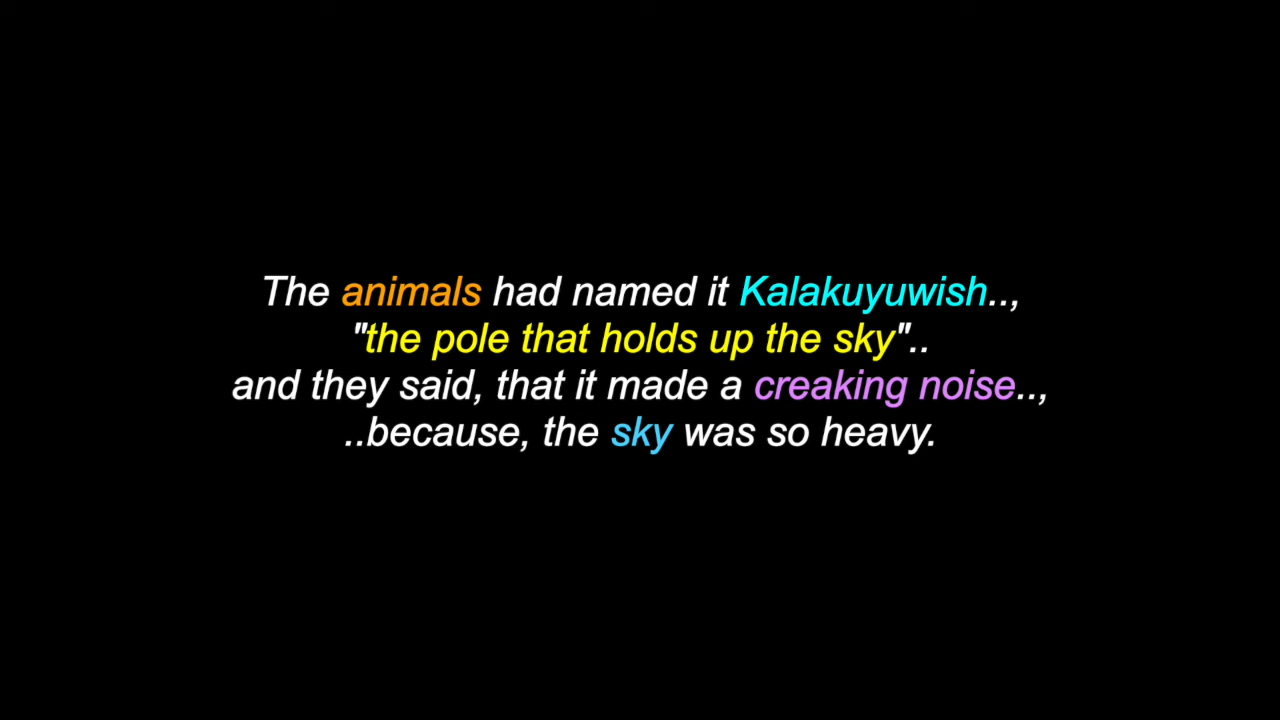 The animals had named it Kalakuyuwish..,
"the pole that holds up the sky"..
and they said, that it made a creaking noise..,
..because, the sky was so heavy.